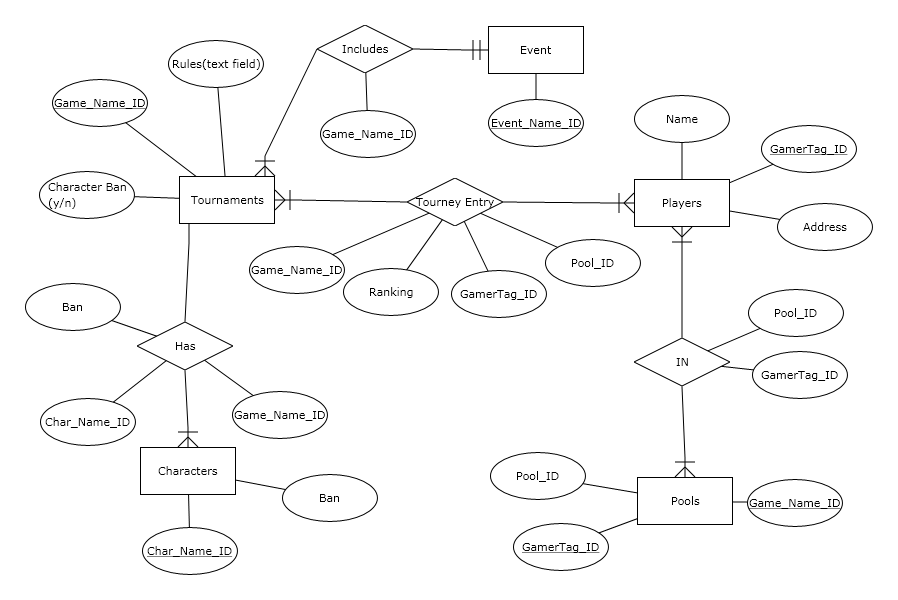 Includes
Event
Rules(text field)
Game_Name_ID
Game_Name_ID
Event_Name_ID
Name
GamerTag_ID
Character Ban
(y/n)
Tournaments
Tourney Entry
Players
Address
Game_Name_ID
Ranking
GamerTag_ID
Pool_ID
Ban
Has
Pool_ID
IN
GamerTag_ID
Char_Name_ID
Game_Name_ID
Characters
Ban
Pool_ID
Pools
Game_Name_ID
Char_Name_ID
GamerTag_ID